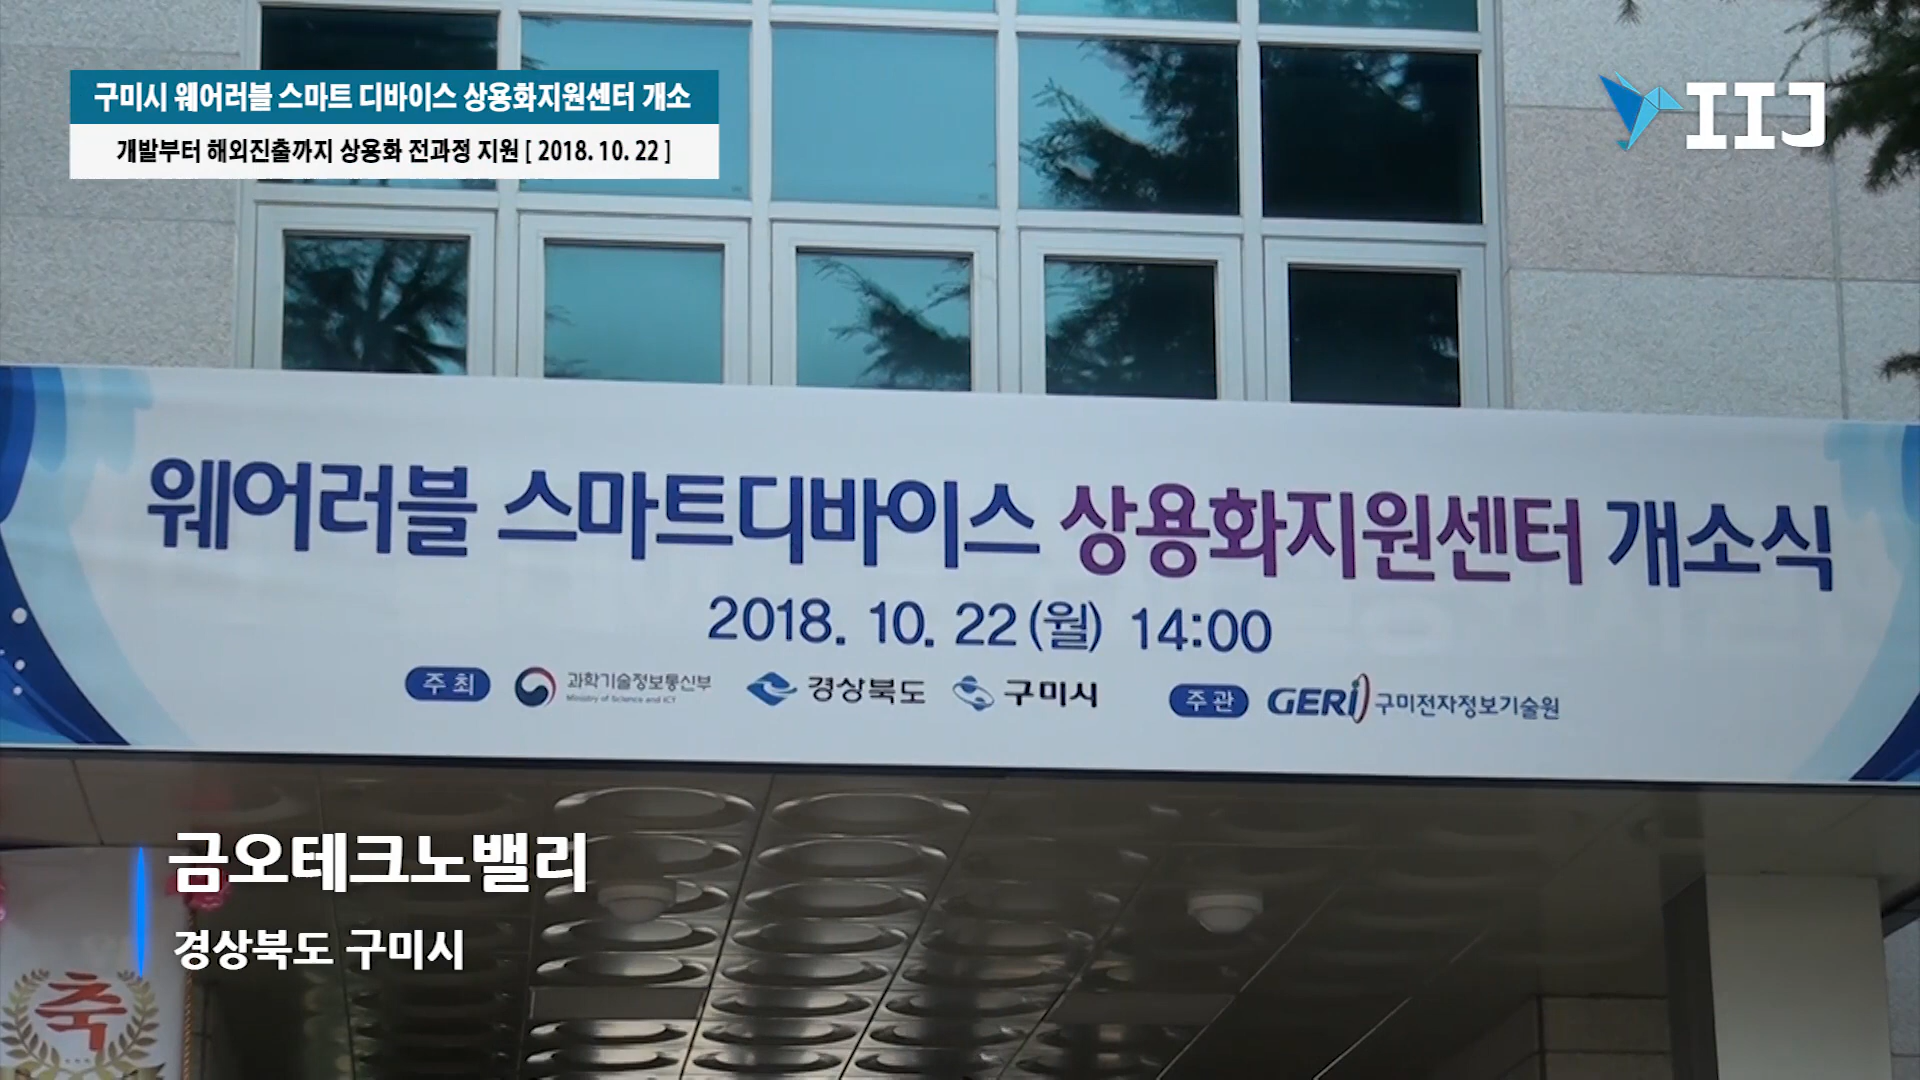 구미시 웨어러블 스마트 디바이스 상용화지원센터 개소
개발부터 해외진출까지 상용화 전과정 지원 [ 2018. 10. 22 ]
IIJ
웨어러블 스마트디바이스 상용화지원센터 개소식
2018. 10. 22 (월) 14:00
주최 과학기술정보통신부 Ministry of Science and ICT 경상북도 구미시 주관 GERI 구미전자정보기술원
금오테크노밸리
경상북도 구미시
축